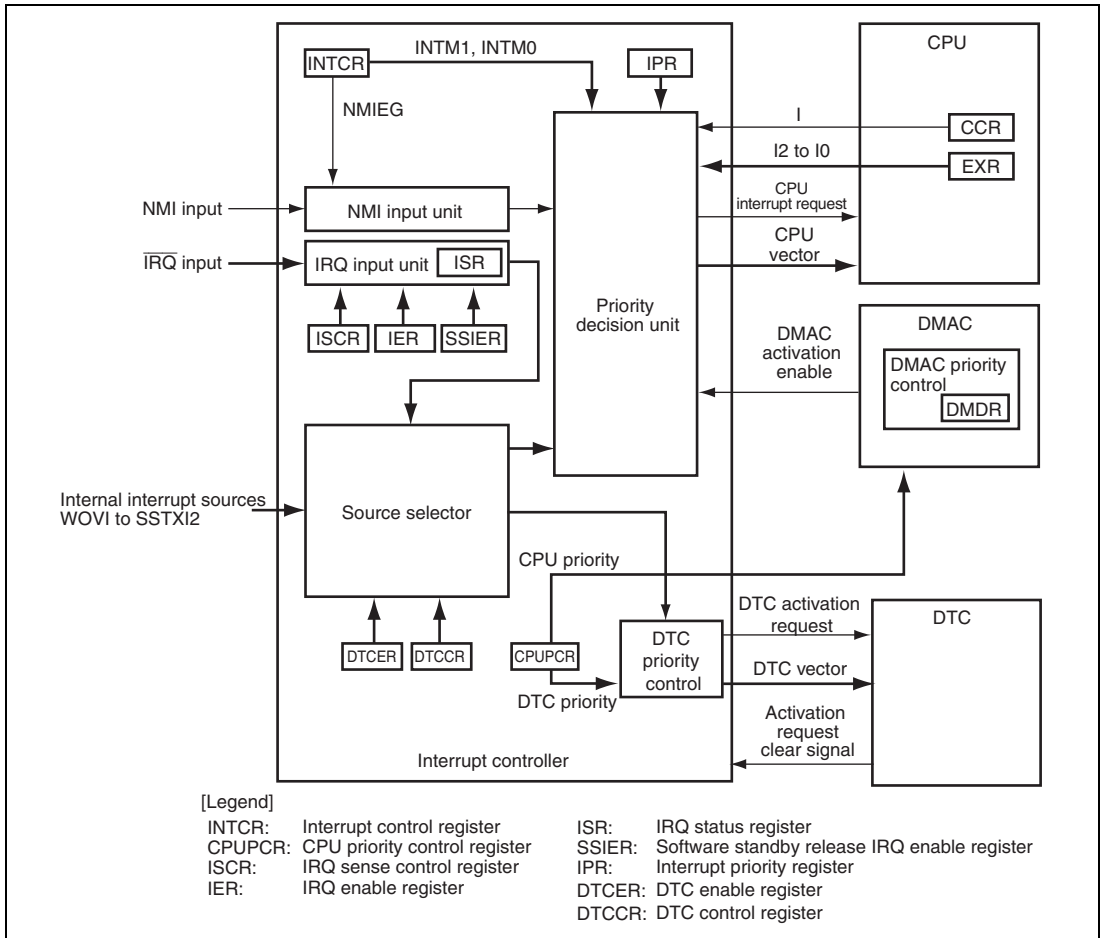 INTM1, INTM0
CPU
INTCR
IPR
NMIEG
I
CCR
I2 to I0
EXR
CPU
interrupt request
NMI input
NMI input unit
CPU
vector
IRQ input
IRQ input unit
ISR
Priority
decision unit
ISCR
IER
SSIER
DMAC
activation
enable
DMAC
DMAC priority
control
DMDR
Internal interrupt sources
WOVI to SSTXI2
Source selector
CPU priority
DTCER
DTCCR
CPUPCR
DTC priority
DTC
priority
control
DTC activation
request
DTC
DTC vector
Activation
request
clear signal
Interrupt controller
[Legend]
INTCR: Interrupt control register
CPUPCR: CPU priority control register
ISCR: IRQ sense control register
IER: IRQ enable register
ISR: IRQ status register
SSIER: Software standby release IRQ enable register
IPR: Interrupt priority register
DTCER: DTC enable register
DTCCR: DTC control register